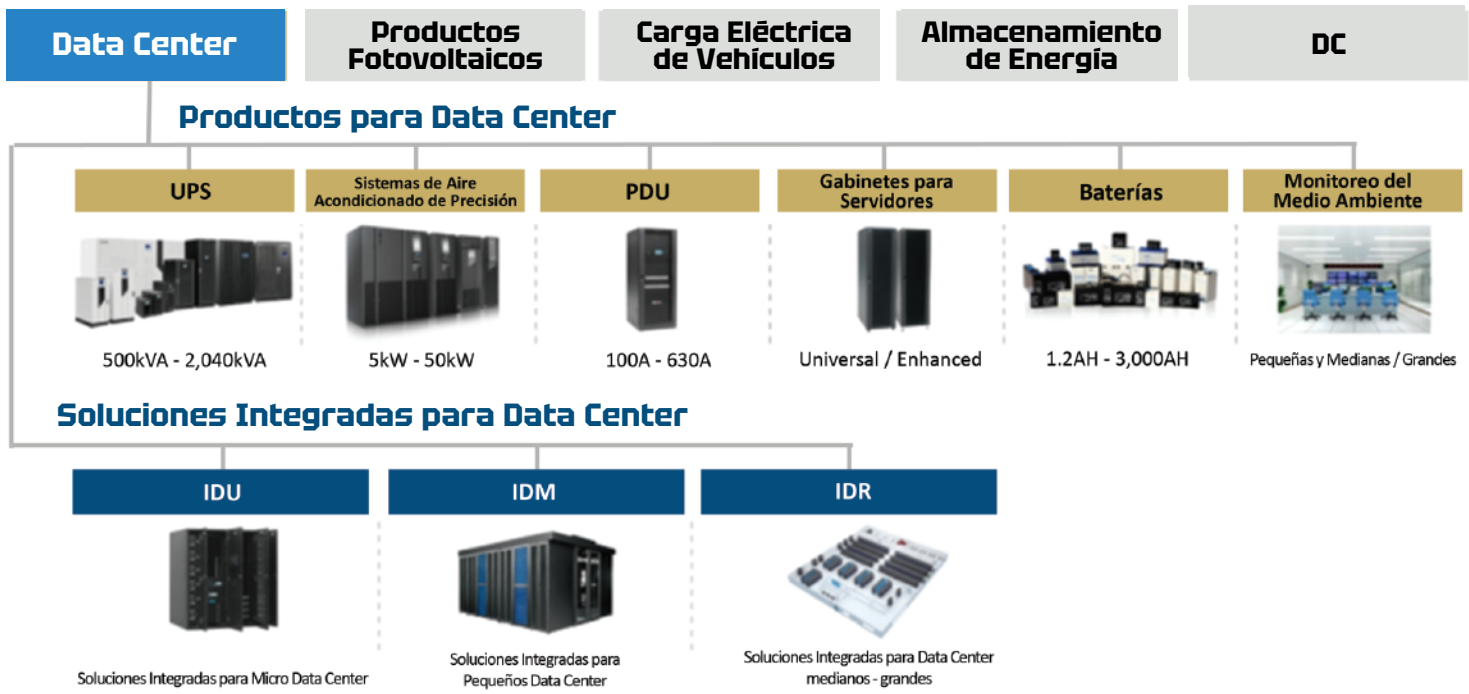 Data Center
Productos
Fotovoltaicos
Carga Eléctrica
de Vehículos
Almacenamiento
de Energía
DC
Productos para Data Center
UPS
Sistemas de Aire
Acondicionado de Precisión
PDU
Gabinetes para
Servidores
Baterías
Monitoreo del
Medio Ambiente
500kVA - 2,040kVA
5kW - 50kW
100A - 630A
Universal / Enhanced
1.2AH - 3,000AH
Pequeñas y Medianas / Grandes
Soluciones Integradas para Data Center
IDU
IDM
IDR
Soluciones Integradas para Micro Data Center
Soluciones Integradas para
Pequeños Data Center
Soluciones Integradas para Data Center
medianos - grandes